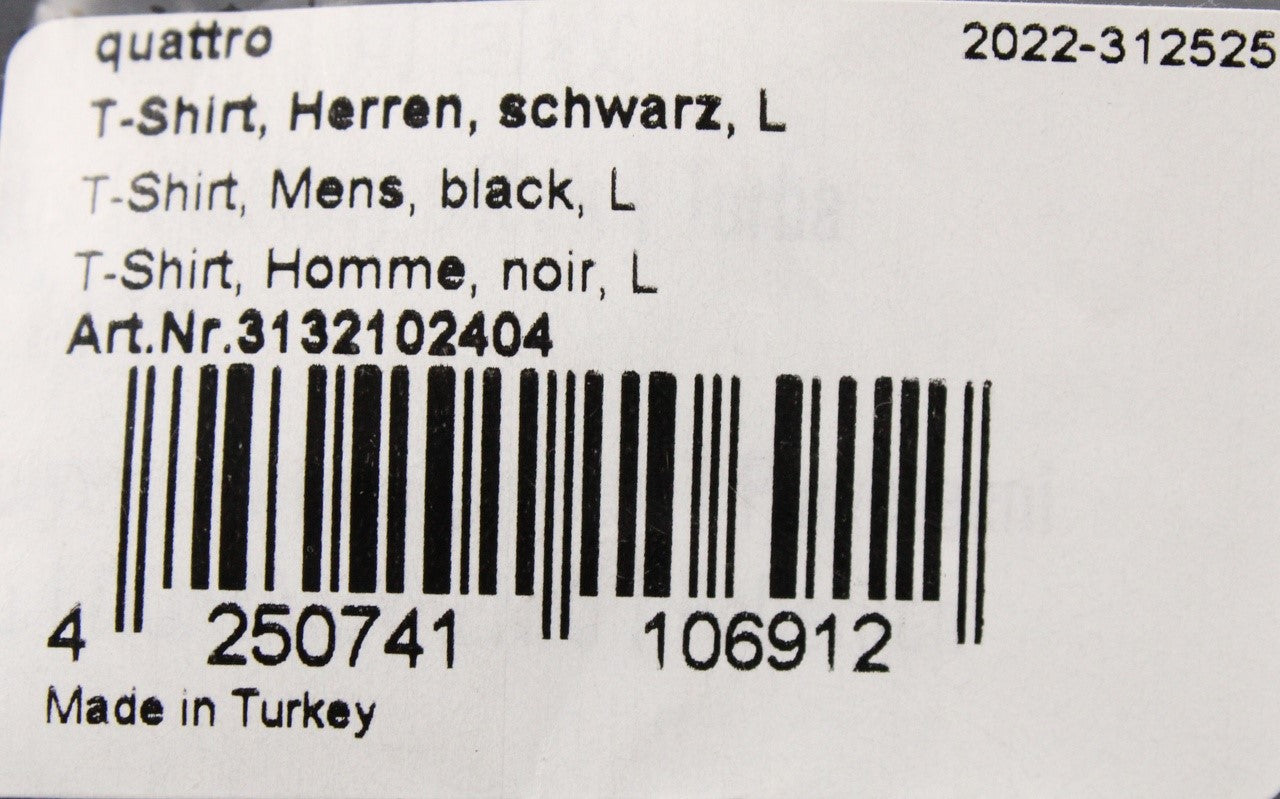 quattro 2022-312525
T-Shirt, Herren, schwarz, L
T-Shirt, Mens, black, L
T-Shirt, Homme, noir, L
Art.Nr.3132102404
4 250741 106912
Made in Turkey